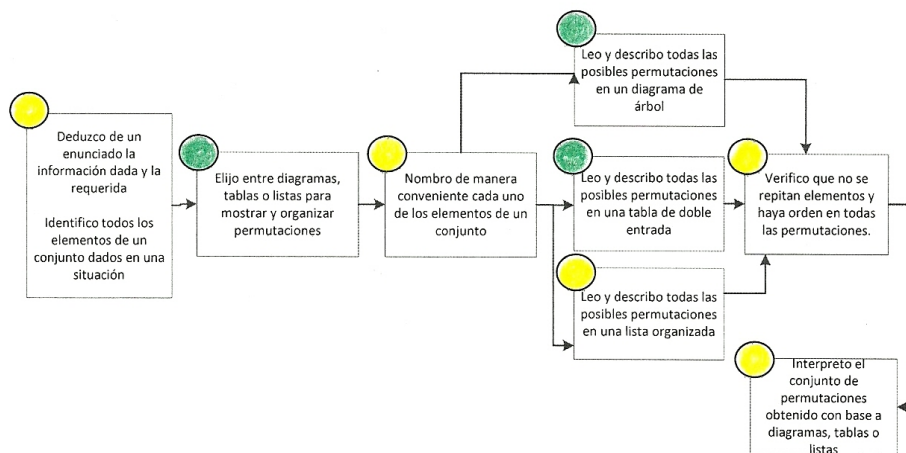 Deduzco de un
enunciado la
información dada y la
requerida
Identifico todos los
elementos de un
conjunto dados en una
situación
Elijo entre diagramas,
tablas o listas para
mostrar y organizar
permutaciones
Nombro de manera
conveniente cada uno
de los elementos de un
conjunto
Leo y describo todas las
posibles permutaciones
en un diagrama de
árbol
Leo y describo todas las
posibles permutaciones
en una tabla de doble
entrada
Leo y describo todas las
posibles permutaciones
en una lista organizada
Verifico que no se
repitan elementos y
haya orden en todas
las permutaciones.
Interpreto el
conjunto de
permutaciones
obtenido con base a
diagramas, tablas o
listas